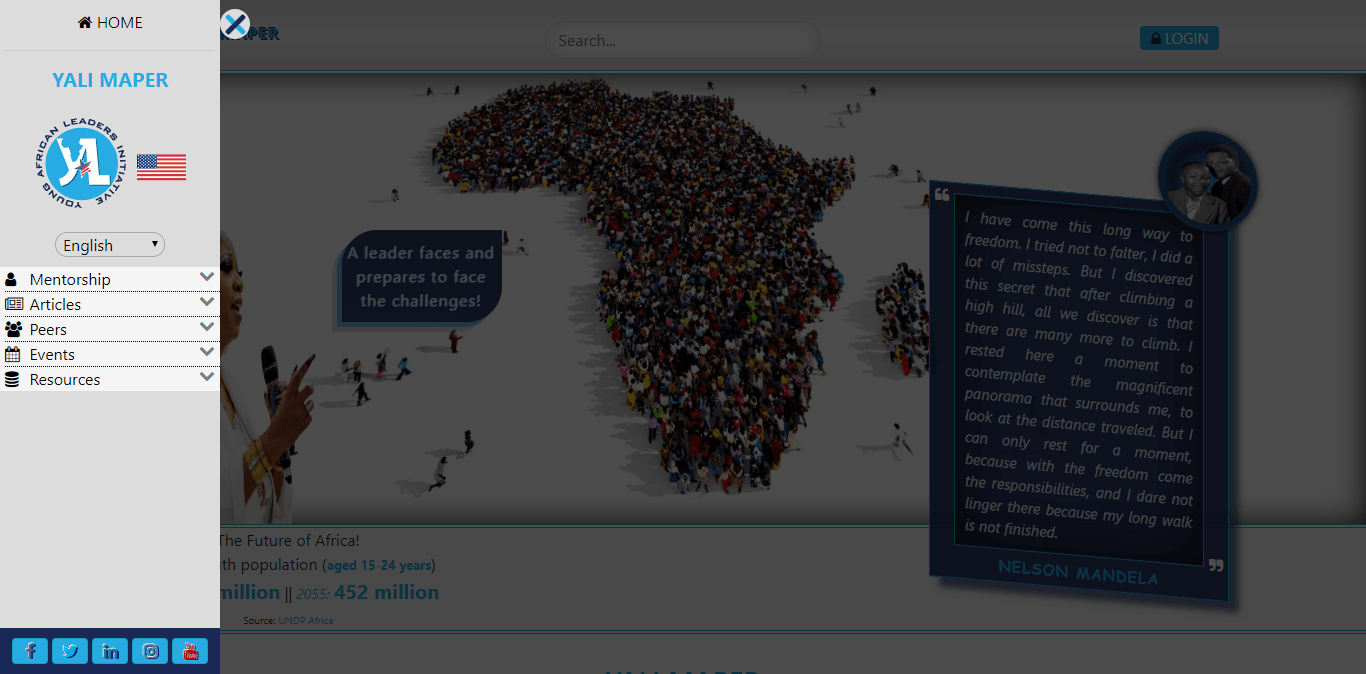 HOME
YALI MAPER
YOUNG AFRICAN LEADERS INITIATIVE
YAL
English
Mentorship
Articles
Peers
Events
Resources
MAPER
Search...
LOGIN
A leader faces and
prepares to face
the challenges!
I have come this long way to
freedom. I tried not to falter, I did a
lot of missteps. But I discovered
this secret that after climbing a
high hill, all we discover is that
there are many more to climb. I
rested here a moment to
contemplate the magnificent
panorama that surrounds me, to
look at the distance traveled. But I
can only rest for a moment,
because with the freedom come
the responsibilities, and I dare not
linger there because my long walk
is not finished.
NELSON MANDELA
The Future of Africa!
th population (aged 15-24 years)
million || 2055: 452 million
Source: UNDP Africa
YALI MAPER